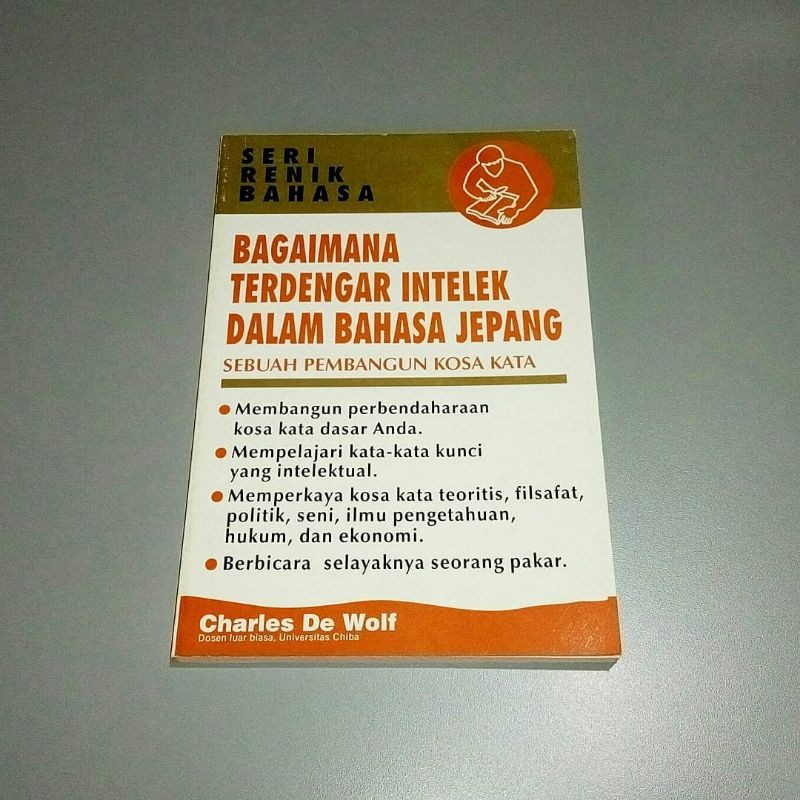 SERI
RENIK
BAHASA
BAGAIMANA
TERDENGAR INTELEK
DALAM BAHASA JEPANG
SEBUAH PEMBANGUN KOSA KATA
● Membangun perbendaharaan
kosa kata dasar Anda.
● Mempelajari kata-kata kunci
yang intelektual.
● Memperkaya kosa kata teoritis, filsafat,
politik, seni, ilmu pengetahuan,
hukum, dan ekonomi.
● Berbicara selayaknya seorang pakar.
Charles De Wolf
Dosen luar biasa, Universitas Chiba